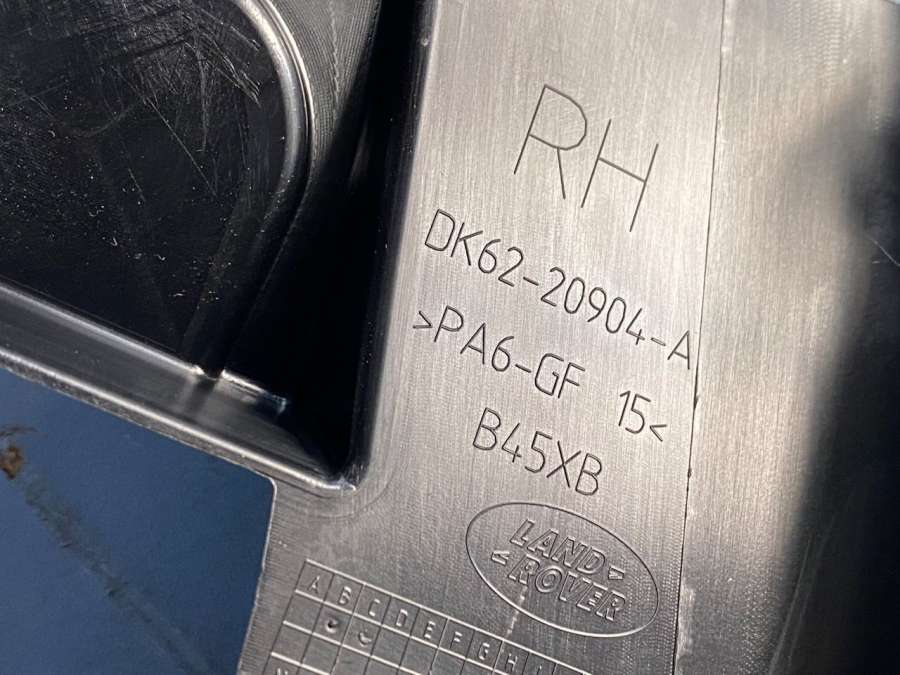 RH
DK62-20904-A
>PA6-GF 15<
B45XB
LAND
ROVER
A B C D E F G H